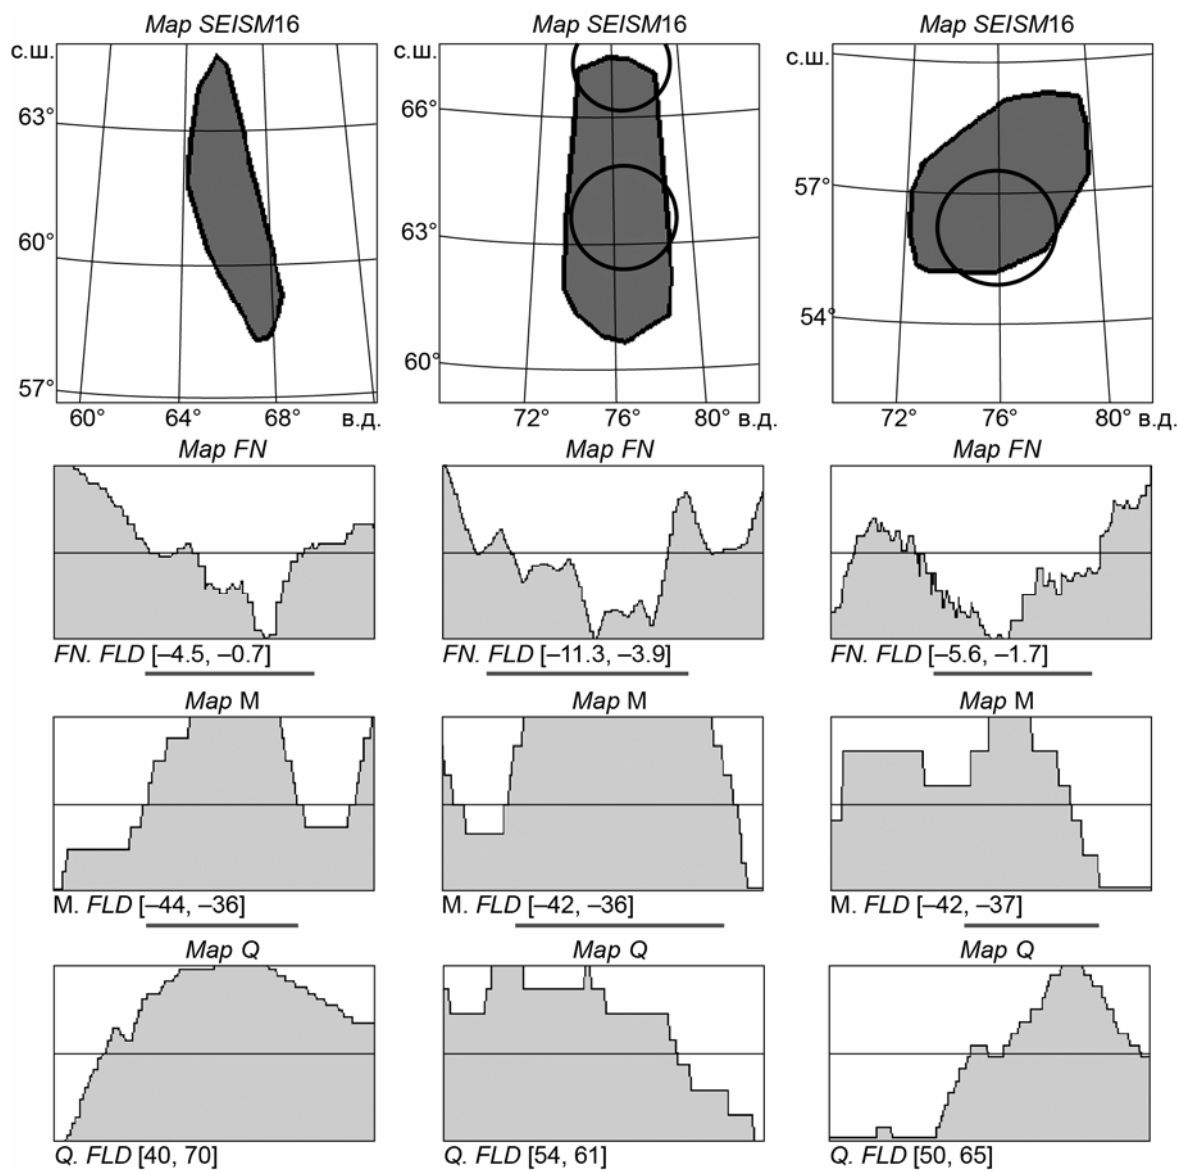 Map SEISM16 Map SEISM16 Map SEISM16
с.ш. с.ш.
63° 66° 57°
60° 63° 54°
57° 60°
60° 64° 68° в.д. 72° 76° 80° в.д. 72° 76° 80° в.д.
Map FN Map FN Map FN
FN. FLD [–4.5, –0.7] FN. FLD [–11.3, –3.9] FN. FLD [–5.6, –1.7]
Map M Map M Map M
M. FLD [–44, –36] M. FLD [–42, –36] M. FLD [–42, –37]
Map Q Map Q Map Q
Q. FLD [40, 70] Q. FLD [54, 61] Q. FLD [50, 65]